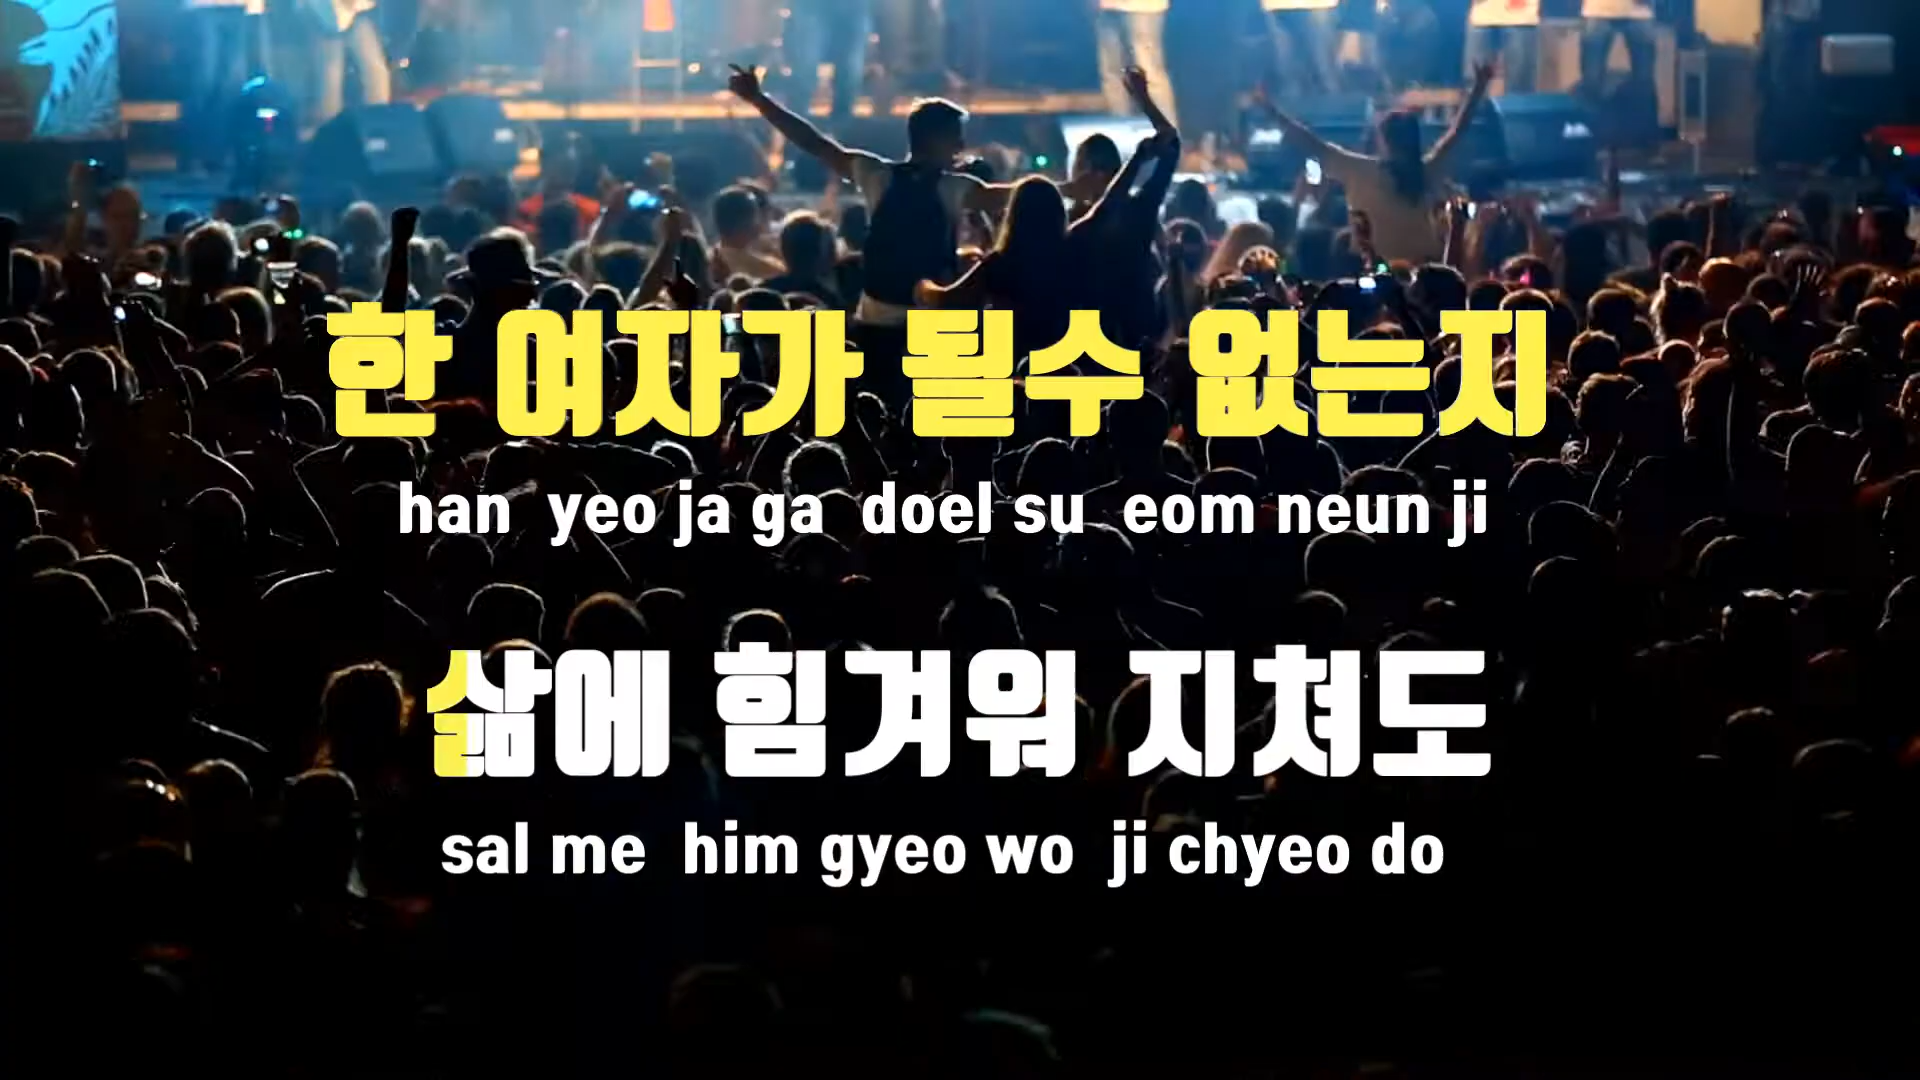 한 여자가 될수 없는지
han yeo ja ga doel su eom neun ji
삶에 힘겨워 지쳐도
sal me him gyeo wo ji chyeo do